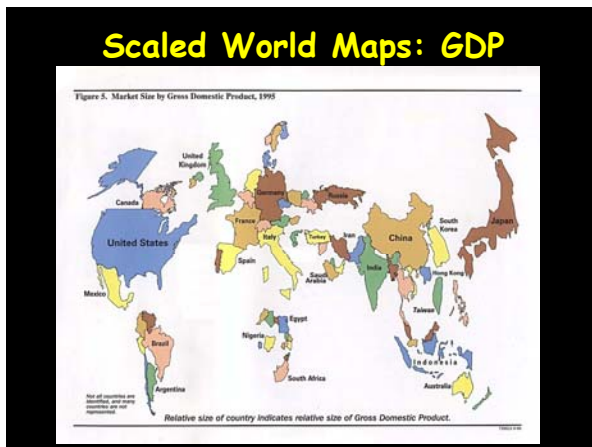 Scaled World Maps: GDP
Figure 5. Market Size by Gross Domestic Product, 1995
United
Kingdom
Canada
Germany
Russia
France
United States
Italy
Turkey
Iran
China
South
Korea
Japan
Spain
Saudi
Arabia
India
Hong Kong
Mexico
Taiwan
Egypt
Nigeria
Brazil
Indonesia
South Africa
Argentina
Australia
Not all countries are
identified, and many
countries are not
represented.
Relative size of country indicates relative size of Gross Domestic Product.